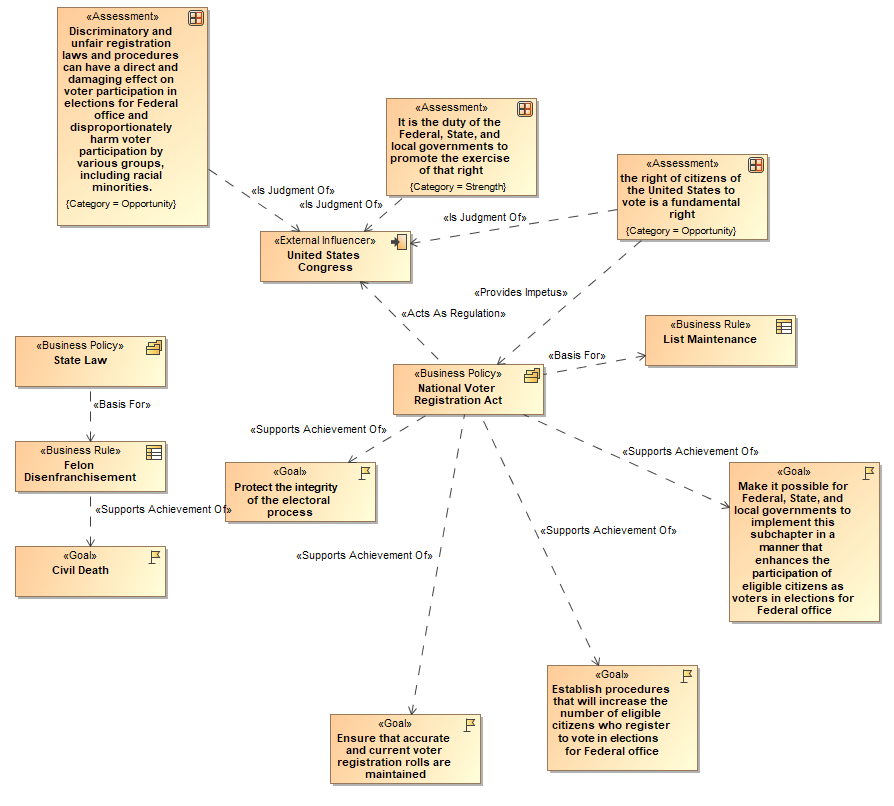 «Assessment»
Discriminatory and
unfair registration
laws and procedures
can have a direct and
damaging effect on
voter participation in
elections for Federal
office and
disproportionately
harm voter
participation by
various groups,
including racial
minorities.
{Category = Opportunity}
«Assessment»
It is the duty of the
Federal, State, and
local governments to
promote the exercise
of that right
{Category = Strength}
«Assessment»
the right of citizens of
the United States to
vote is a fundamental
right
{Category = Opportunity}
«Is Judgment Of»
«Is Judgment Of»
«Is Judgment Of»
«External Influencer»
United States
Congress
«Provides Impetus»
«Acts As Regulation»
«Business Rule»
List Maintenance
«Business Policy»
State Law
«Basis For»
«Business Policy»
National Voter
Registration Act
«Basis For»
«Supports Achievement Of»
«Supports Achievement Of»
«Business Rule»
Felon
Disenfranchisement
«Goal»
Protect the integrity
of the electoral
process
«Goal»
Make it possible for
Federal, State, and
local governments to
implement this
subchapter in a
manner that
enhances the
participation of
eligible citizens as
voters in elections for
Federal office
«Supports Achievement Of»
«Supports Achievement Of»
«Supports Achievement Of»
«Goal»
Civil Death
«Goal»
Establish procedures
that will increase the
number of eligible
citizens who register
to vote in elections
for Federal office
«Goal»
Ensure that accurate
and current voter
registration rolls are
maintained